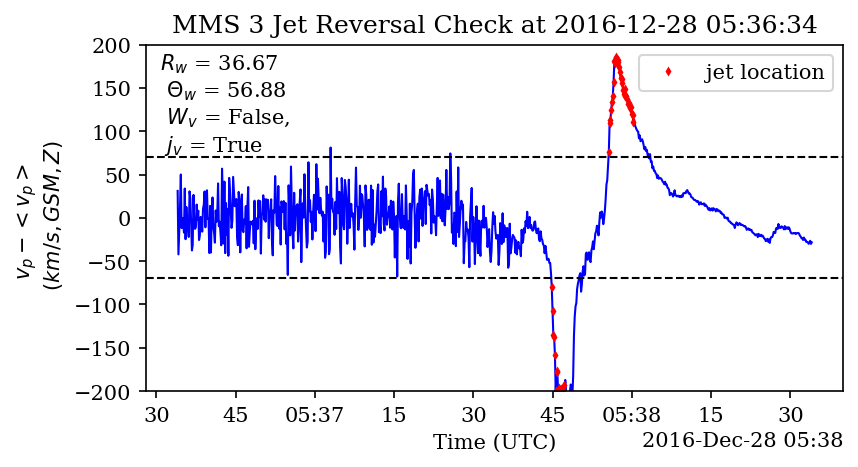 MMS 3 Jet Reversal Check at 2016-12-28 05:36:34
R_w = 36.67
Θ_w = 56.88
W_v = False,
j_v = True
jet location
v_p − < v_p >
(km/s, GSM, Z)
200
150
100
50
0
−50
−100
−150
−200
30 45 05:37 15 30 45 05:38 15 30
Time (UTC)
2016-Dec-28 05:38